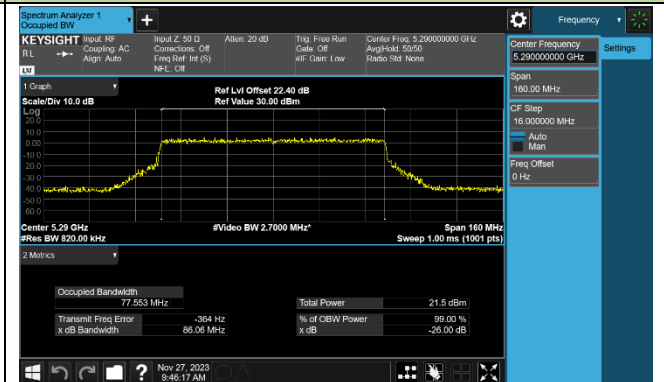 Spectrum Analyzer 1
Occupied BW
+
Frequency
KEYSIGHT
RL
LXI
Input: RF
Coupling: AC
Align: Auto
Input Z: 50 Ω
Corrections: Off
Freq Ref: Int (S)
NFE: Off
Atten: 20 dB
Trig: Free Run
Gate: Off
#IF Gain: Low
Center Freq: 5.290000000 GHz
Avg|Hold: 50/50
Radio Std: None
Center Frequency
5.290000000 GHz
Settings
Span
160.00 MHz
CF Step
16.000000 MHz
Auto
Man
Freq Offset
0 Hz
1 Graph
Scale/Div 10.0 dB
Ref Lvl Offset 22.40 dB
Ref Value 30.00 dBm
Log
20.0
10.0
0.00
-10.0
-20.0
-30.0
-40.0
-50.0
-60.0
Center 5.29 GHz
#Res BW 820.00 kHz
#Video BW 2.7000 MHz*
Span 160 MHz
Sweep 1.00 ms (1001 pts)
2 Metrics
Occupied Bandwidth
77.553 MHz
Total Power 21.5 dBm
Transmit Freq Error -364 Hz
% of OBW Power 99.00 %
x dB Bandwidth 86.06 MHz
x dB -26.00 dB
?
Nov 27, 2023
9:46:17 AM